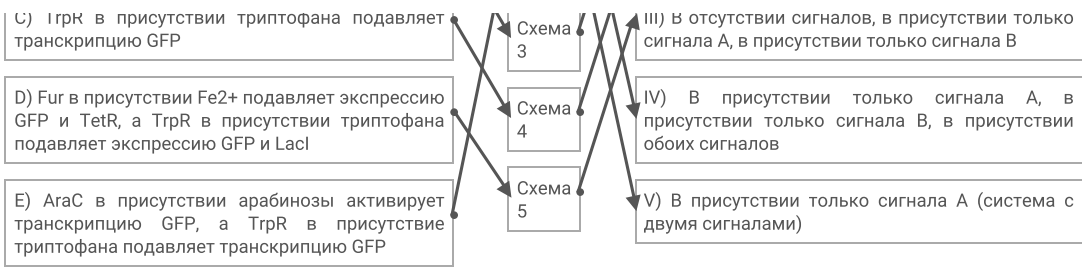 C) TrpR в присутствии триптофана подавляет
транскрипцию GFP
Схема
3
III) В отсутствии сигналов, в присутствии только
сигнала А, в присутствии только сигнала В
D) Fur в присутствии Fe2+ подавляет экспрессию
GFP и TetR, а TrpR в присутствии триптофана
подавляет экспрессию GFP и LacI
Схема
4
IV) В присутствии только сигнала А, в
присутствии только сигнала В, в присутствии
обоих сигналов
E) AraC в присутствии арабинозы активирует
транскрипцию GFP, а TrpR в присутствие
триптофана подавляет транскрипцию GFP
Схема
5
V) В присутствии только сигнала А (система с
двумя сигналами)